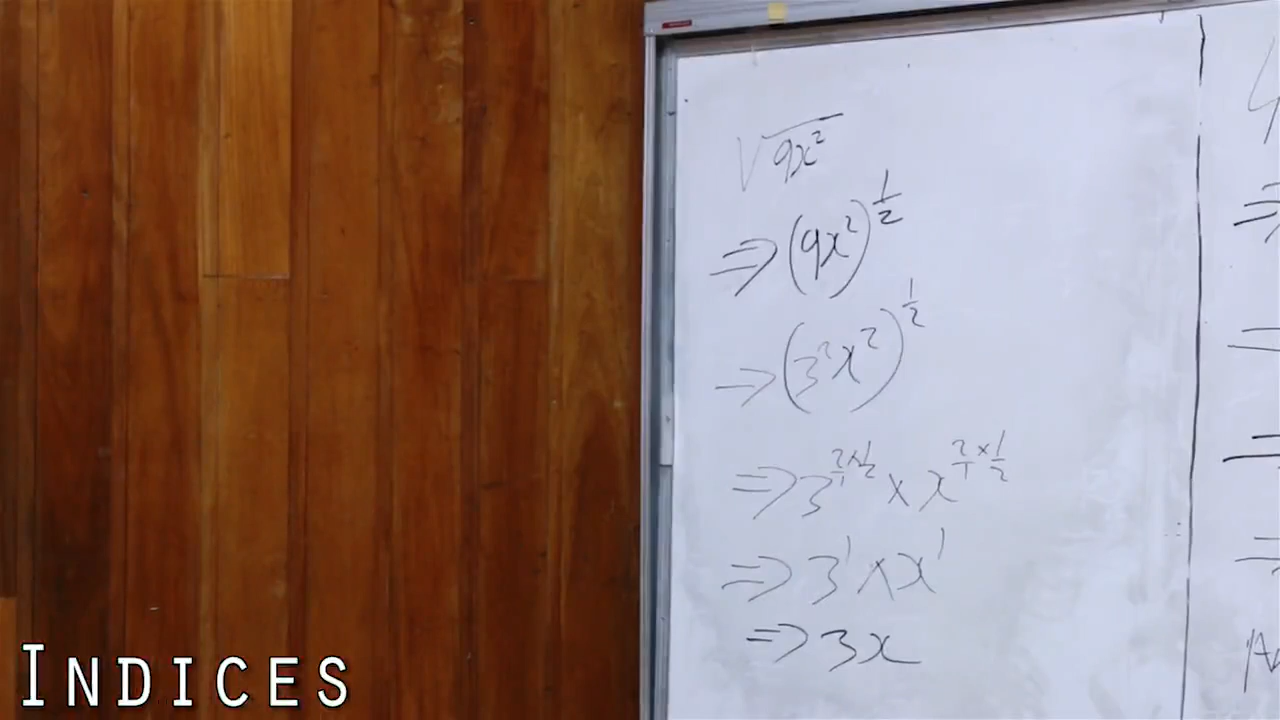 √9x²
⇒ (9x²)^½
⇒ (3²x²)^½
⇒ 3^(2/1 × 1/2) × x^(2/1 × 1/2)
⇒ 3¹ × x¹
⇒ 3x
INDICES